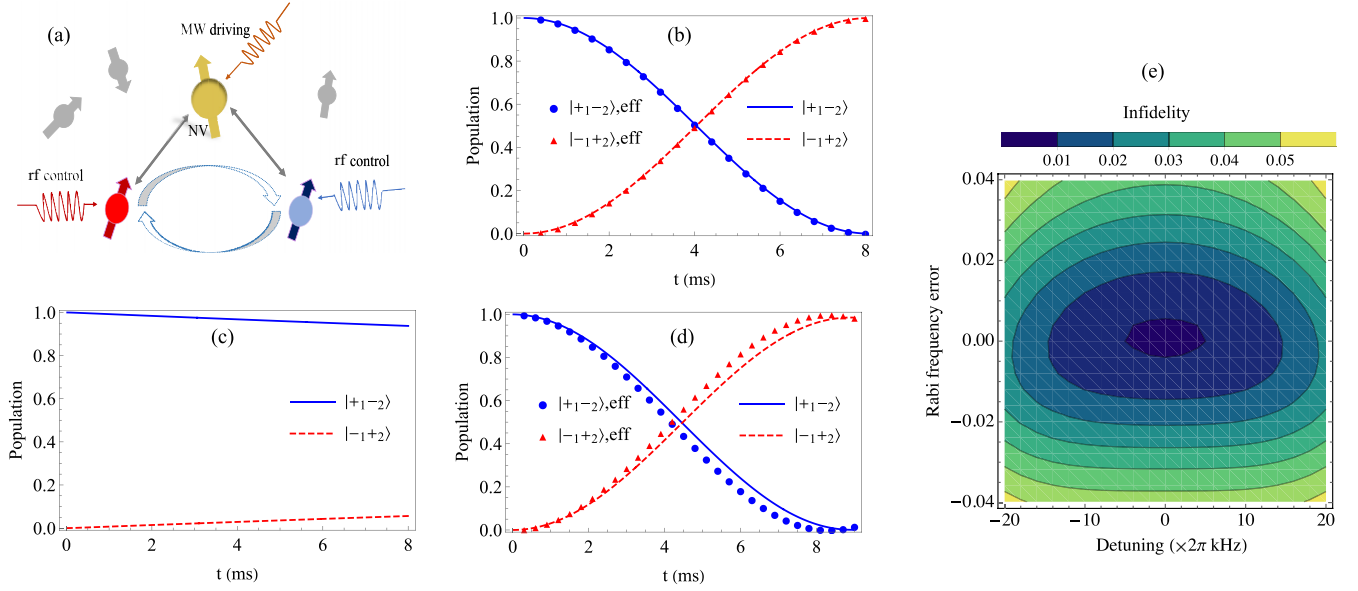 (a)
MW driving
NV
rf control
rf control
(b)
Population
1.0
0.8
0.6
0.4
0.2
0.0
|+₁−₂⟩,eff
|−₁+₂⟩,eff
|+₁−₂⟩
|−₁+₂⟩
0 2 4 6 8
t (ms)
(c)
Population
1.0
0.8
0.6
0.4
0.2
0.0
|+₁−₂⟩
|−₁+₂⟩
0 2 4 6 8
t (ms)
(d)
Population
1.0
0.8
0.6
0.4
0.2
0.0
|+₁−₂⟩,eff
|−₁+₂⟩,eff
|+₁−₂⟩
|−₁+₂⟩
0 2 4 6 8
t (ms)
(e)
Infidelity
0.01 0.02 0.03 0.04 0.05
Rabi frequency error
0.04
0.02
0.00
−0.02
−0.04
−20 −10 0 10 20
Detuning (×2π kHz)